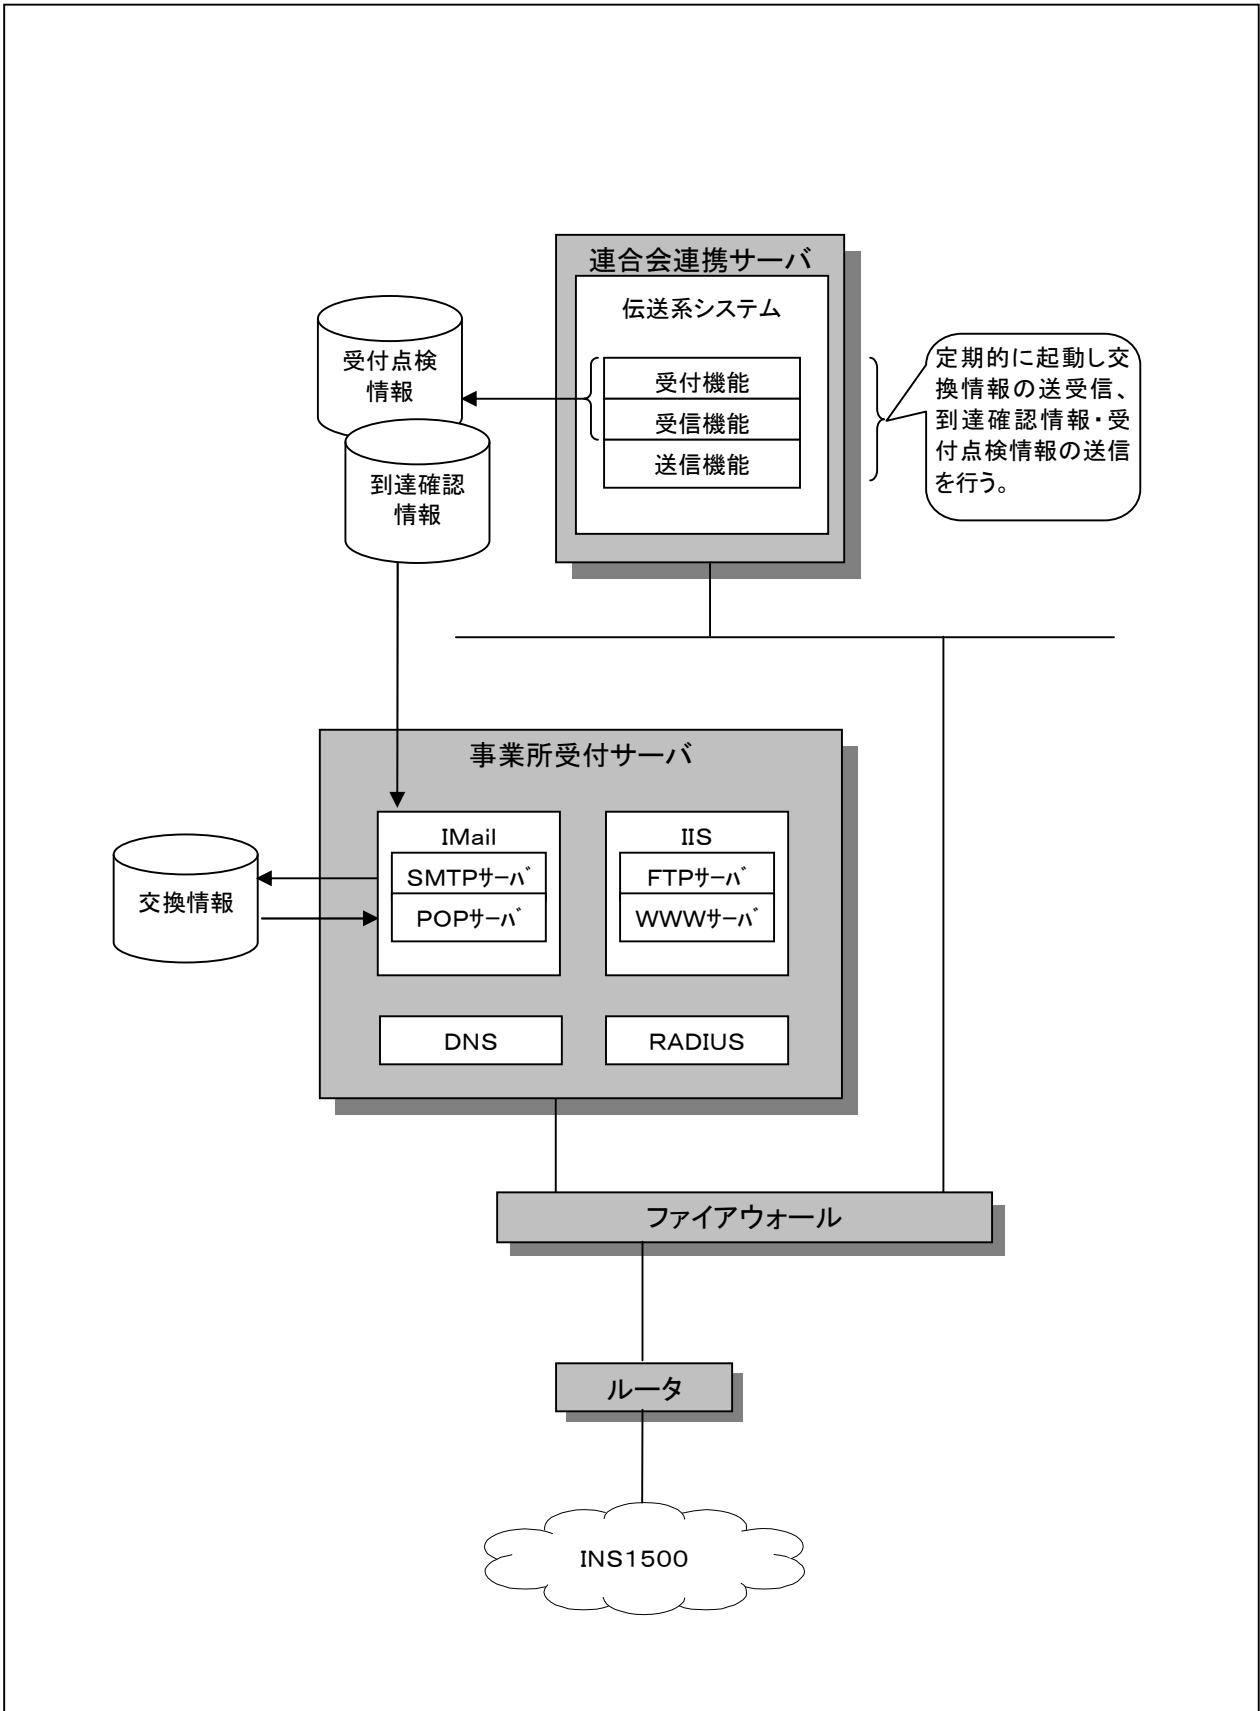 連合会連携サーバ
伝送系システム
受付機能
受信機能
送信機能
受付点検
情報
到達確認
情報
定期的に起動し交
換情報の送受信、
到達確認情報・受
付点検情報の送信
を行う。
事業所受付サーバ
IMail
SMTPｻｰﾊﾞ
POPｻｰﾊﾞ
IIS
FTPｻｰﾊﾞ
WWWｻｰﾊﾞ
交換情報
DNS
RADIUS
ファイアウォール
ルータ
INS1500